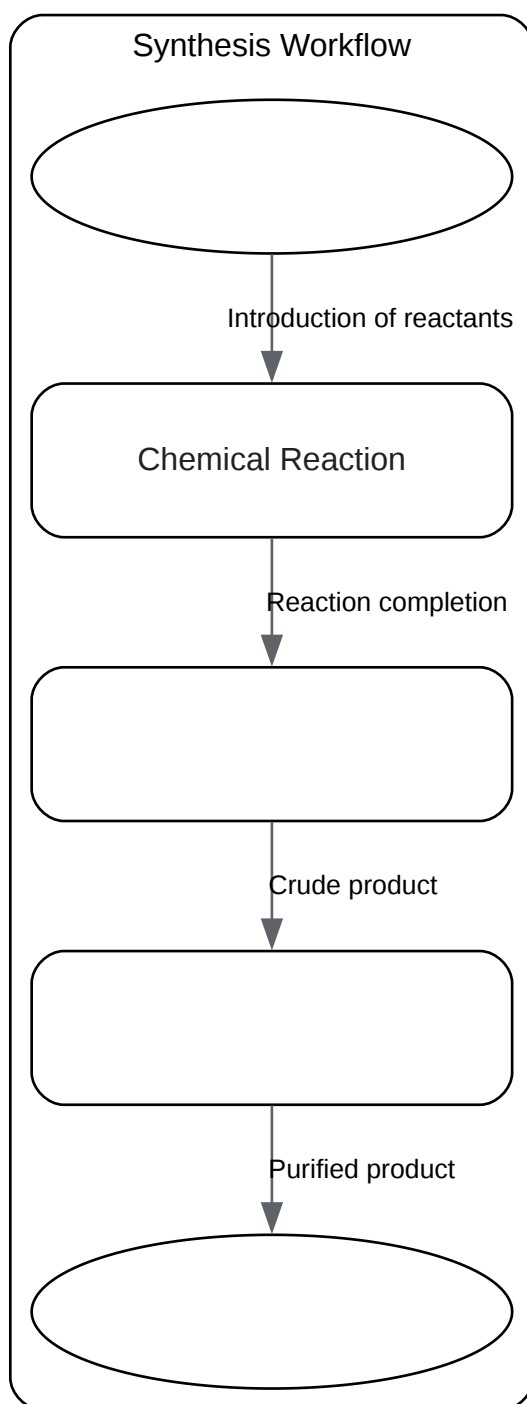 Synthesis Workflow
Introduction of reactants
Chemical Reaction
Reaction completion
Crude product
Purified product